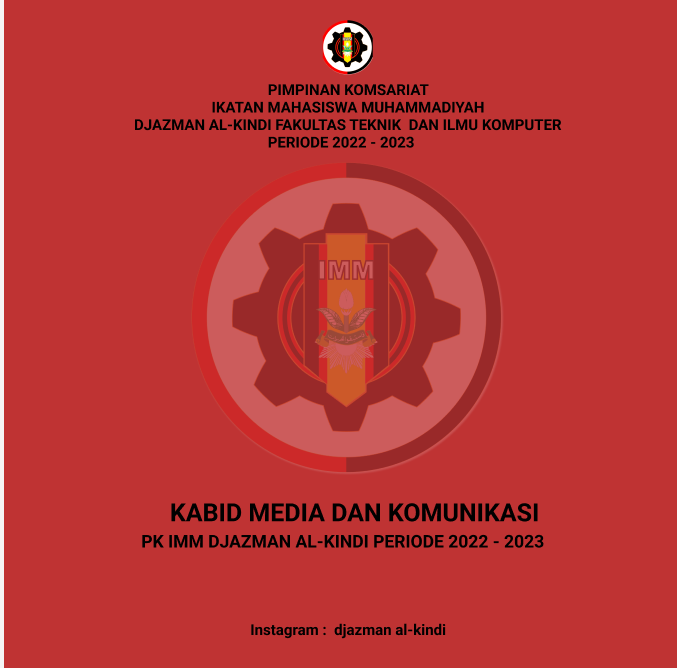 PIMPINAN KOMSARIAT
IKATAN MAHASISWA MUHAMMADIYAH
DJAZMAN AL-KINDI FAKULTAS TEKNIK DAN ILMU KOMPUTER
PERIODE 2022 - 2023
IMM
KABID MEDIA DAN KOMUNIKASI
PK IMM DJAZMAN AL-KINDI PERIODE 2022 - 2023
Instagram : djazman al-kindi